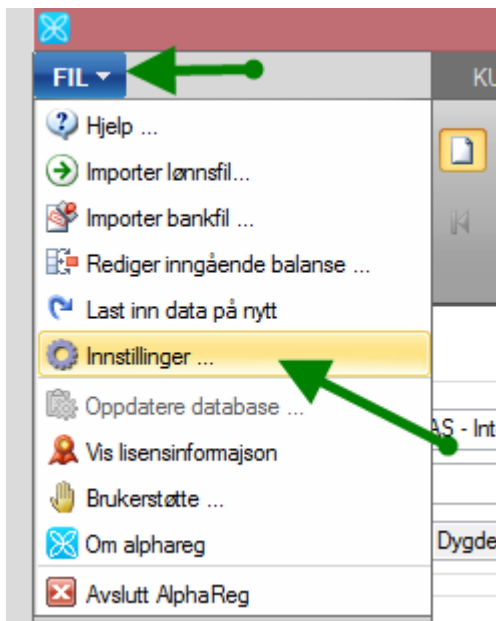 FIL
KU
Hjelp ...
Importer lønnsfil...
Importer bankfil ...
Rediger inngående balanse ...
Last inn data på nytt
Innstillinger ...
Oppdatere database ...
AS - Int
Vis lisensinformajson
Brukerstøtte ...
Om alphareg
Dygde
Avslutt AlphaReg